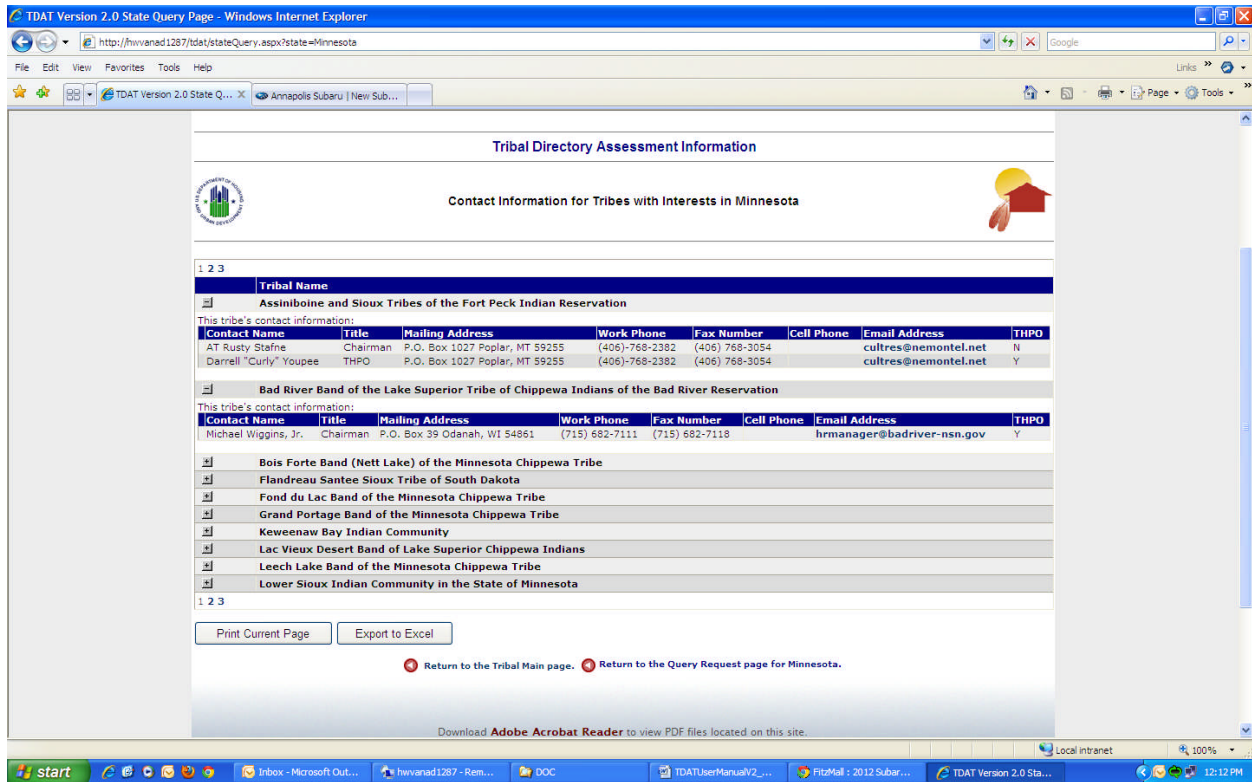 TDAT Version 2.0 State Query Page - Windows Internet Explorer
http://hwvanad1287/tdat/stateQuery.aspx?state=Minnesota
Google
File Edit View Favorites Tools Help
Links »
TDAT Version 2.0 State Q... X Annapolis Subaru | New Sub...
Page Tools »
Tribal Directory Assessment Information
Contact Information for Tribes with Interests in Minnesota
1 2 3
Tribal Name
Assiniboine and Sioux Tribes of the Fort Peck Indian Reservation
This tribe's contact information:
Contact Name Title Mailing Address Work Phone Fax Number Cell Phone Email Address THPO
AT Rusty Stafne Chairman P.O. Box 1027 Poplar, MT 59255 (406)-768-2382 (406) 768-3054 cultres@nemontel.net N
Darrell "Curly" Youpee THPO P.O. Box 1027 Poplar, MT 59255 (406)-768-2382 (406) 768-3054 cultres@nemontel.net Y
Bad River Band of the Lake Superior Tribe of Chippewa Indians of the Bad River Reservation
This tribe's contact information:
Contact Name Title Mailing Address Work Phone Fax Number Cell Phone Email Address THPO
Michael Wiggins, Jr. Chairman P.O. Box 39 Odanah, WI 54861 (715) 682-7111 (715) 682-7118 hrmanager@badriver-nsn.gov Y
Bois Forte Band (Nett Lake) of the Minnesota Chippewa Tribe
Flandreau Santee Sioux Tribe of South Dakota
Fond du Lac Band of the Minnesota Chippewa Tribe
Grand Portage Band of the Minnesota Chippewa Tribe
Keweenaw Bay Indian Community
Lac Vieux Desert Band of Lake Superior Chippewa Indians
Leech Lake Band of the Minnesota Chippewa Tribe
Lower Sioux Indian Community in the State of Minnesota
1 2 3
Print Current Page Export to Excel
Return to the Tribal Main page. Return to the Query Request page for Minnesota.
Download Adobe Acrobat Reader to view PDF files located on this site.
Local intranet 100%
start Inbox - Microsoft Out... hwvanad1287 - Rem... DOC TDATUserManualV2_... FitzMall : 2012 Subar... TDAT Version 2.0 Sta... 12:12 PM